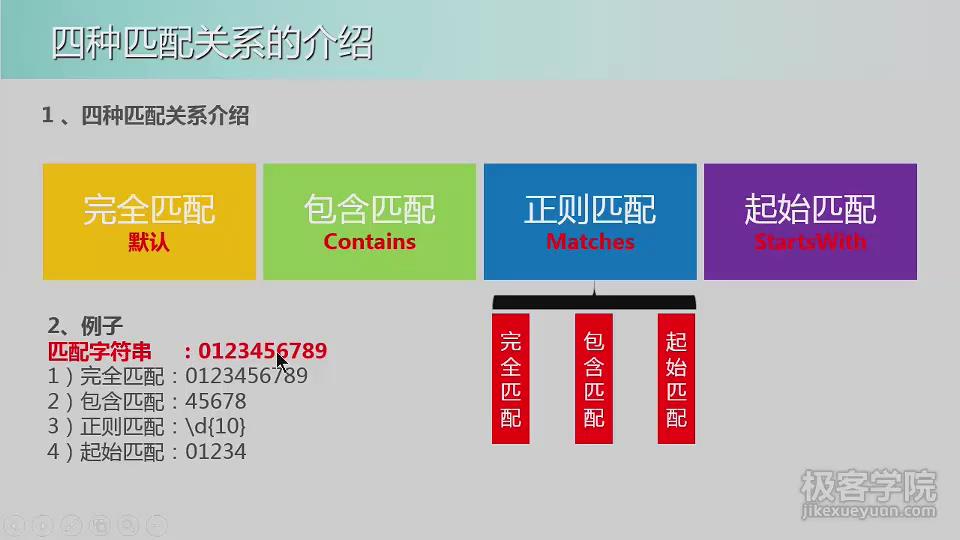 四种匹配关系的介绍
1 、四种匹配关系介绍
完全匹配
默认
包含匹配
Contains
正则匹配
Matches
起始匹配
StartsWith
完全匹配
包含匹配
起始匹配
2、例子
匹配字符串 ：0123456789
1）完全匹配：0123456789
2）包含匹配：45678
3）正则匹配：\d{10}
4）起始匹配：01234
极客学院
jikexueyuan.com